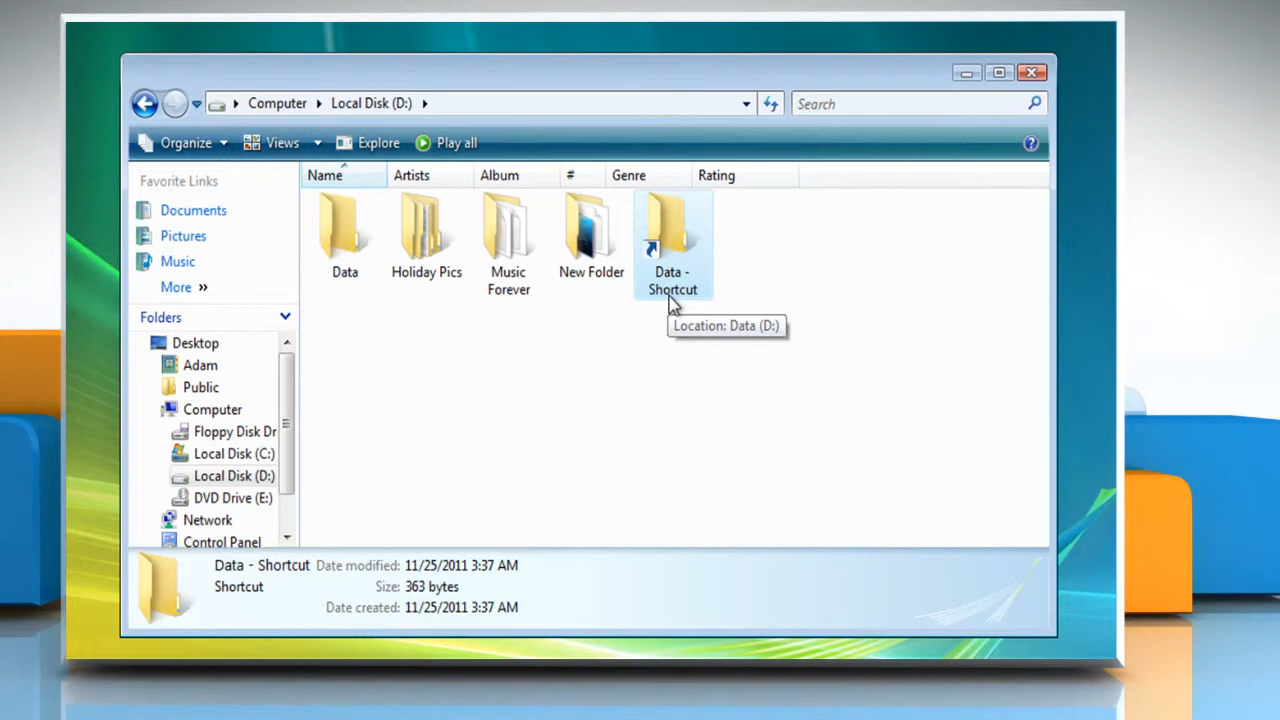 Computer
Local Disk (D:)
Search
Organize
Views
Explore
Play all
?
Favorite Links
Documents
Pictures
Music
More »
Folders
Desktop
Adam
Public
Computer
Floppy Disk Dr
Local Disk (C:)
Local Disk (D:)
DVD Drive (E:)
Network
Control Panel
Name
Artists
Album
#
Genre
Rating
Data
Holiday Pics
Music
Forever
New Folder
Data -
Shortcut
Location: Data (D:)
Data - Shortcut Date modified: 11/25/2011 3:37 AM
Shortcut Size: 363 bytes
Date created: 11/25/2011 3:37 AM